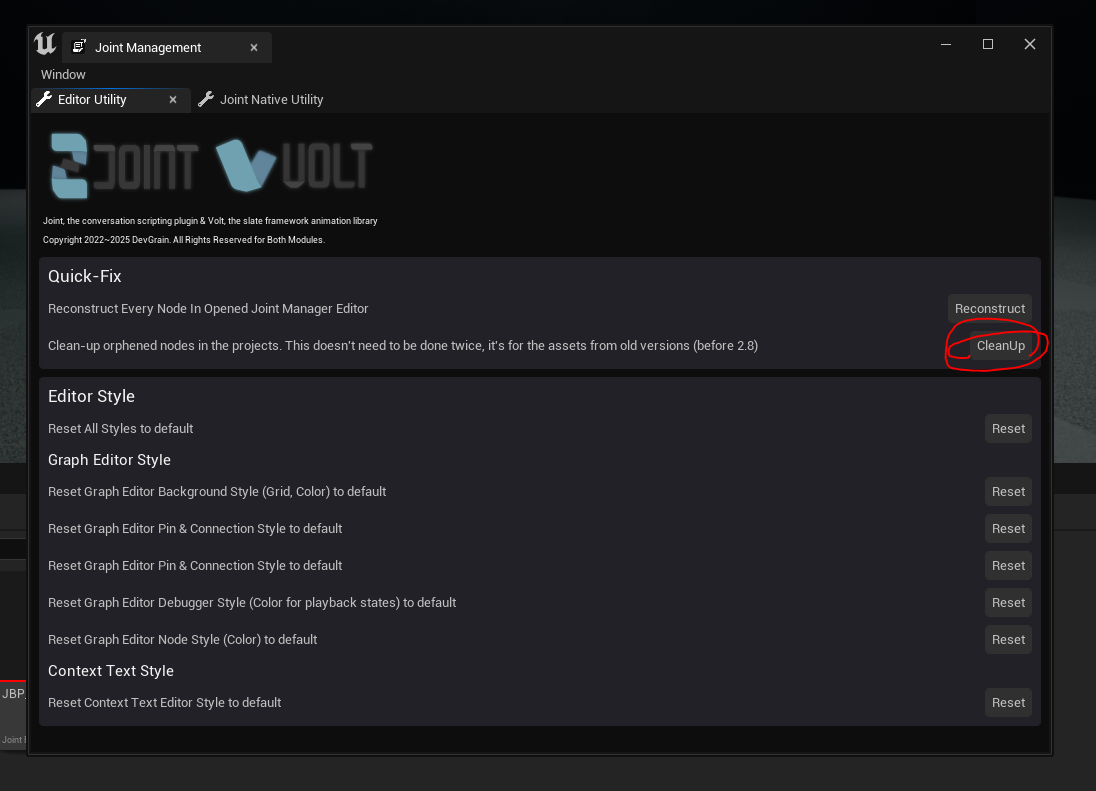 Joint Management
Window
Editor Utility
Joint Native Utility
JOINT VOLT
Joint, the conversation scripting plugin & Volt, the slate framework animation library
Copyright 2022~2025 DevGrain. All Rights Reserved for Both Modules.
Quick-Fix
Reconstruct Every Node In Opened Joint Manager Editor Reconstruct
Clean-up orphened nodes in the projects. This doesn't need to be done twice, it's for the assets from old versions (before 2.8) CleanUp
Editor Style
Reset All Styles to default Reset
Graph Editor Style
Reset Graph Editor Background Style (Grid, Color) to default Reset
Reset Graph Editor Pin & Connection Style to default Reset
Reset Graph Editor Pin & Connection Style to default Reset
Reset Graph Editor Debugger Style (Color for playback states) to default Reset
Reset Graph Editor Node Style (Color) to default Reset
Context Text Style
Reset Context Text Editor Style to default Reset
JBP
Joint